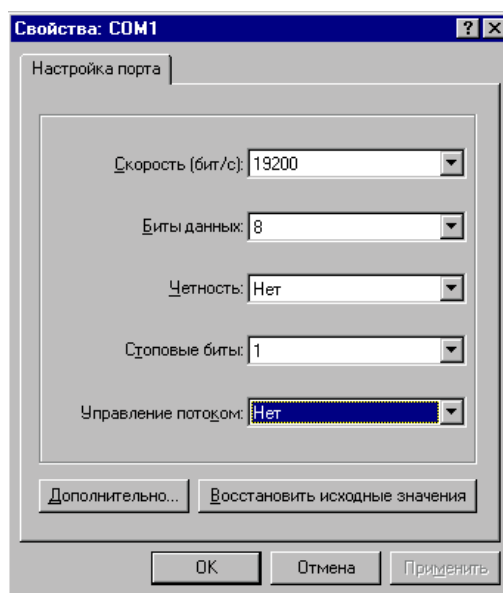 Свойства: COM1
Настройка порта
Скорость (бит/с): 19200
Биты данных: 8
Четность: Нет
Стоповые биты: 1
Управление потоком: Нет
Дополнительно... Восстановить исходные значения
OK Отмена Применить